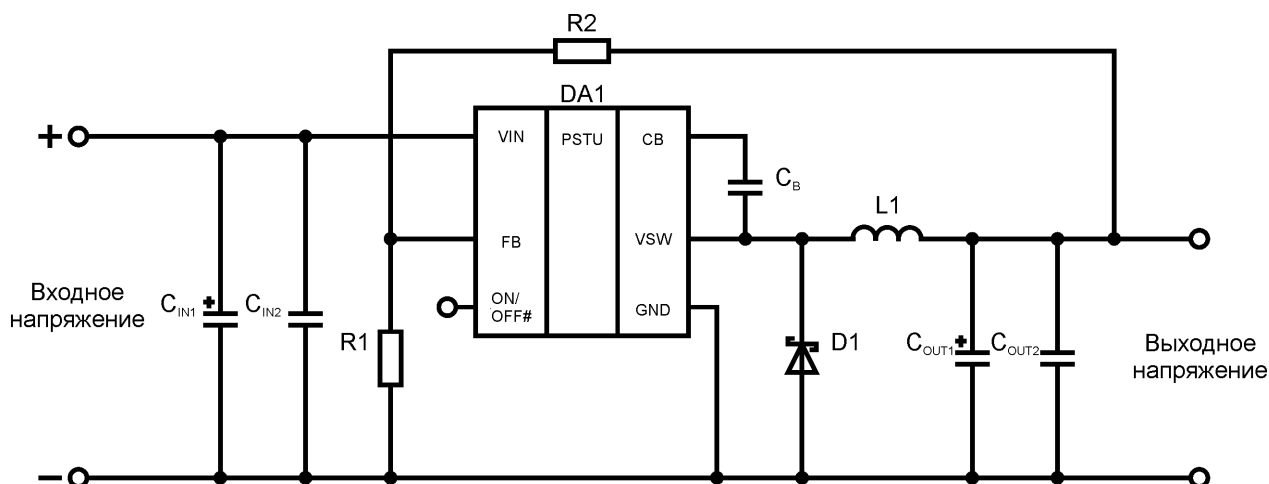 R2
DA1
+
VIN
PSTU
CB
C_B
FB
VSW
L1
ON/
OFF#
GND
Входное
напряжение
C_IN1
+
C_IN2
R1
D1
C_OUT1
+
C_OUT2
Выходное
напряжение
−